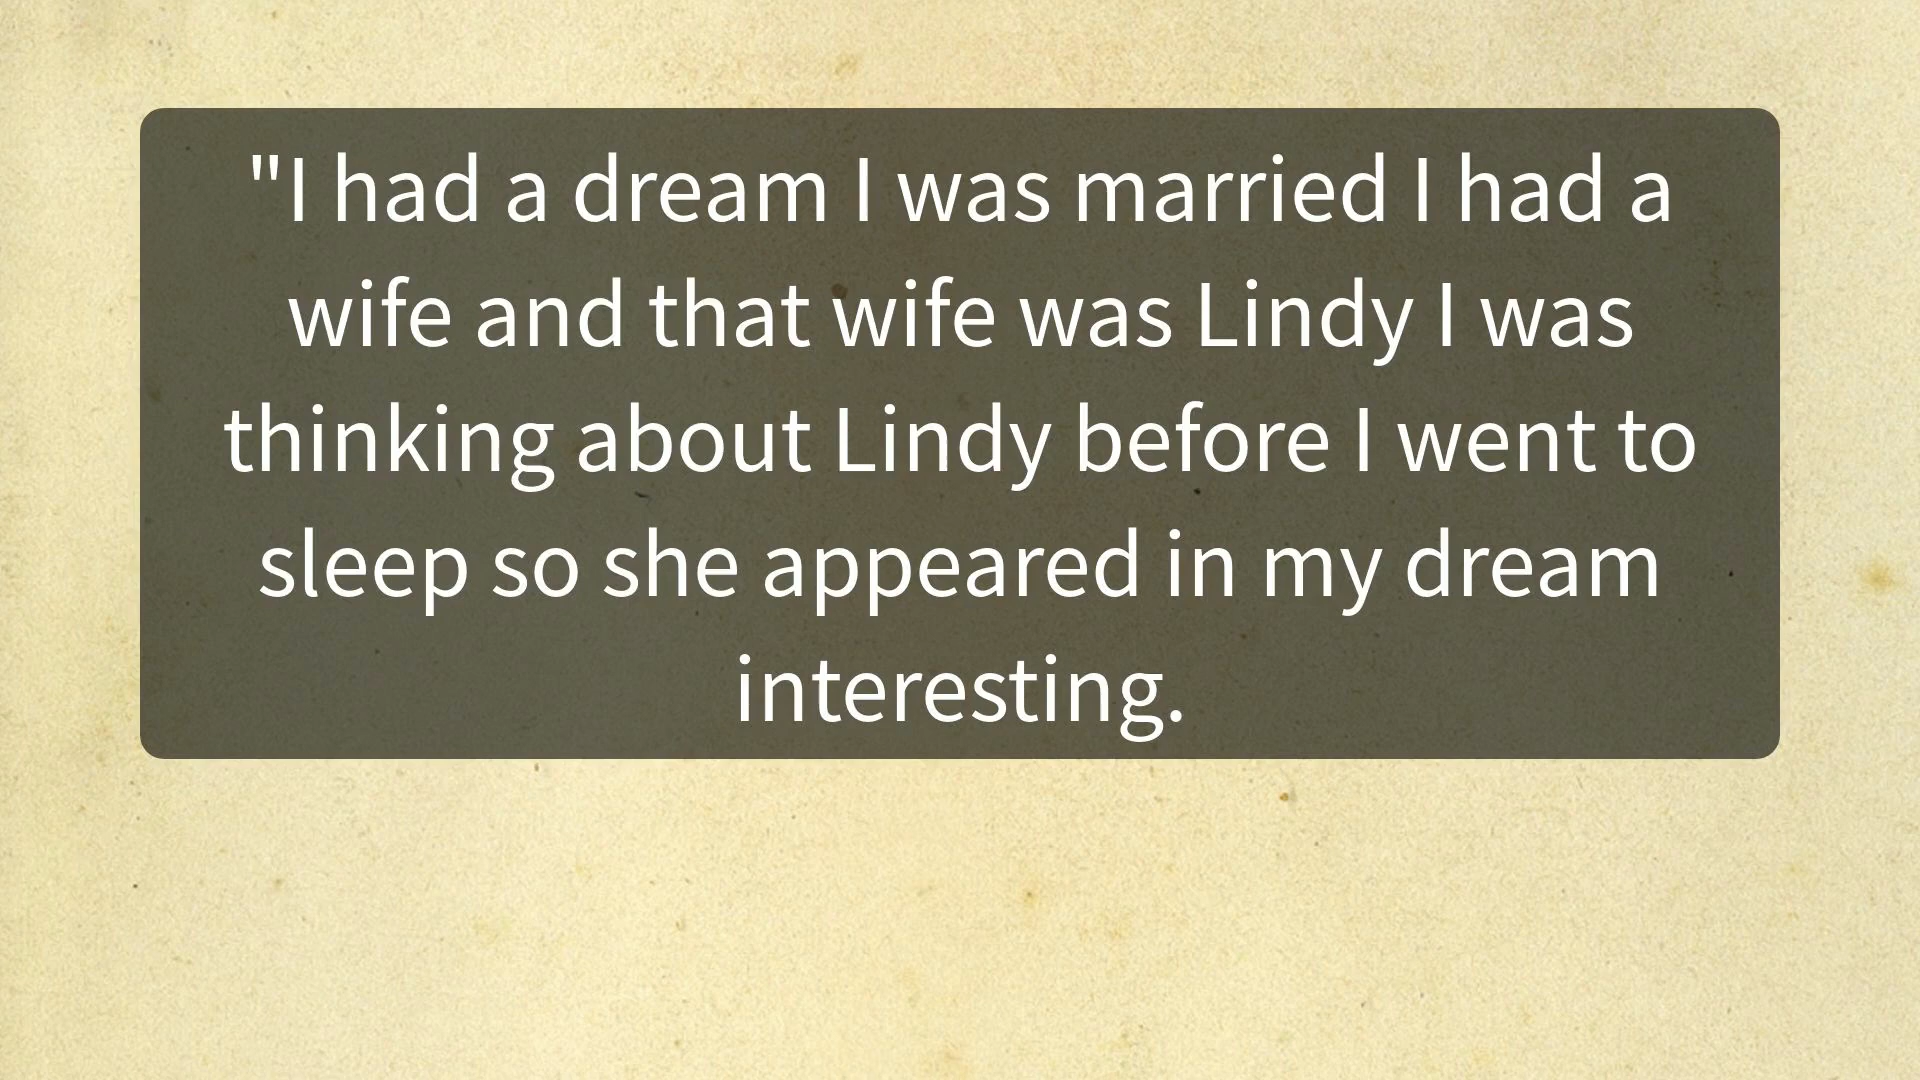 "I had a dream I was married I had a
wife and that wife was Lindy I was
thinking about Lindy before I went to
sleep so she appeared in my dream
interesting.